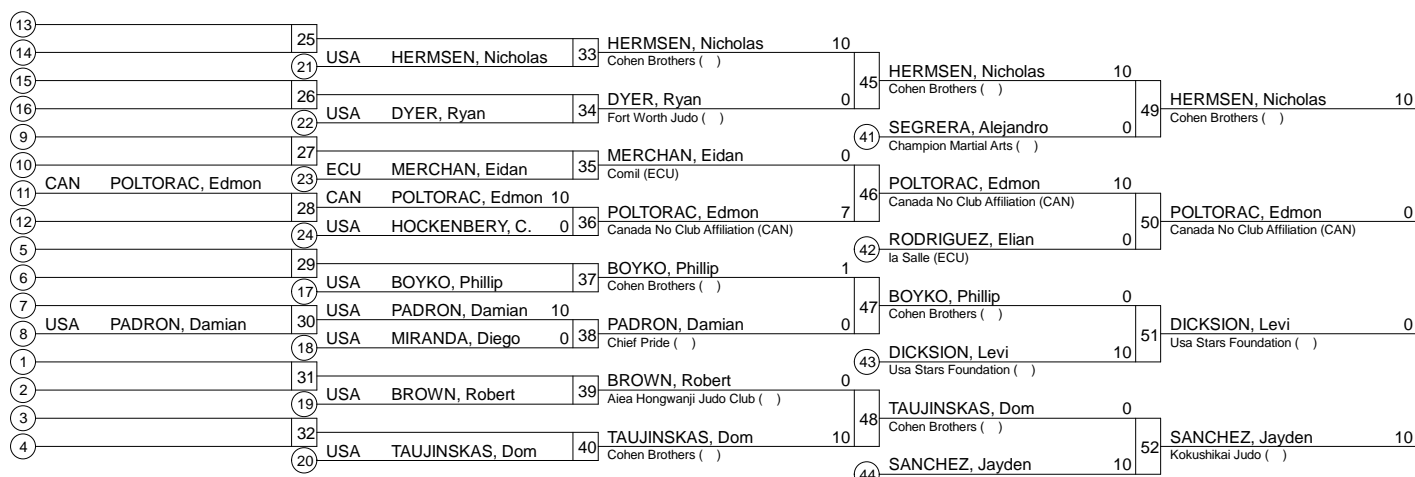 13
14
15
16
9
10
11 CAN POLTORAC, Edmon
12
5
6
7
8 USA PADRON, Damian
1
2
3
4
25
21 USA HERMSEN, Nicholas
26
22 USA DYER, Ryan
27
23 ECU MERCHAN, Eidan
28 CAN POLTORAC, Edmon 10
24 USA HOCKENBERY, C. 0
29
17 USA BOYKO, Phillip
30 USA PADRON, Damian 10
18 USA MIRANDA, Diego 0
31
19 USA BROWN, Robert
32
20 USA TAUJINSKAS, Dom
33 HERMSEN, Nicholas 10
Cohen Brothers ( )
34 DYER, Ryan 0
Fort Worth Judo ( )
35 MERCHAN, Eidan 0
Comil (ECU)
36 POLTORAC, Edmon 7
Canada No Club Affiliation (CAN)
37 BOYKO, Phillip 1
Cohen Brothers ( )
38 PADRON, Damian 0
Chief Pride ( )
39 BROWN, Robert 0
Aiea Hongwanji Judo Club ( )
40 TAUJINSKAS, Dom 10
Cohen Brothers ( )
45 HERMSEN, Nicholas 10
Cohen Brothers ( )
41 SEGRERA, Alejandro 0
Champion Martial Arts ( )
46 POLTORAC, Edmon 10
Canada No Club Affiliation (CAN)
42 RODRIGUEZ, Elian 0
la Salle (ECU)
47 BOYKO, Phillip 0
Cohen Brothers ( )
43 DICKSION, Levi 10
Usa Stars Foundation ( )
48 TAUJINSKAS, Dom 0
Cohen Brothers ( )
44 SANCHEZ, Jayden 10
49 HERMSEN, Nicholas 10
Cohen Brothers ( )
50 POLTORAC, Edmon 0
Canada No Club Affiliation (CAN)
51 DICKSION, Levi 0
Usa Stars Foundation ( )
52 SANCHEZ, Jayden 10
Kokushikai Judo ( )